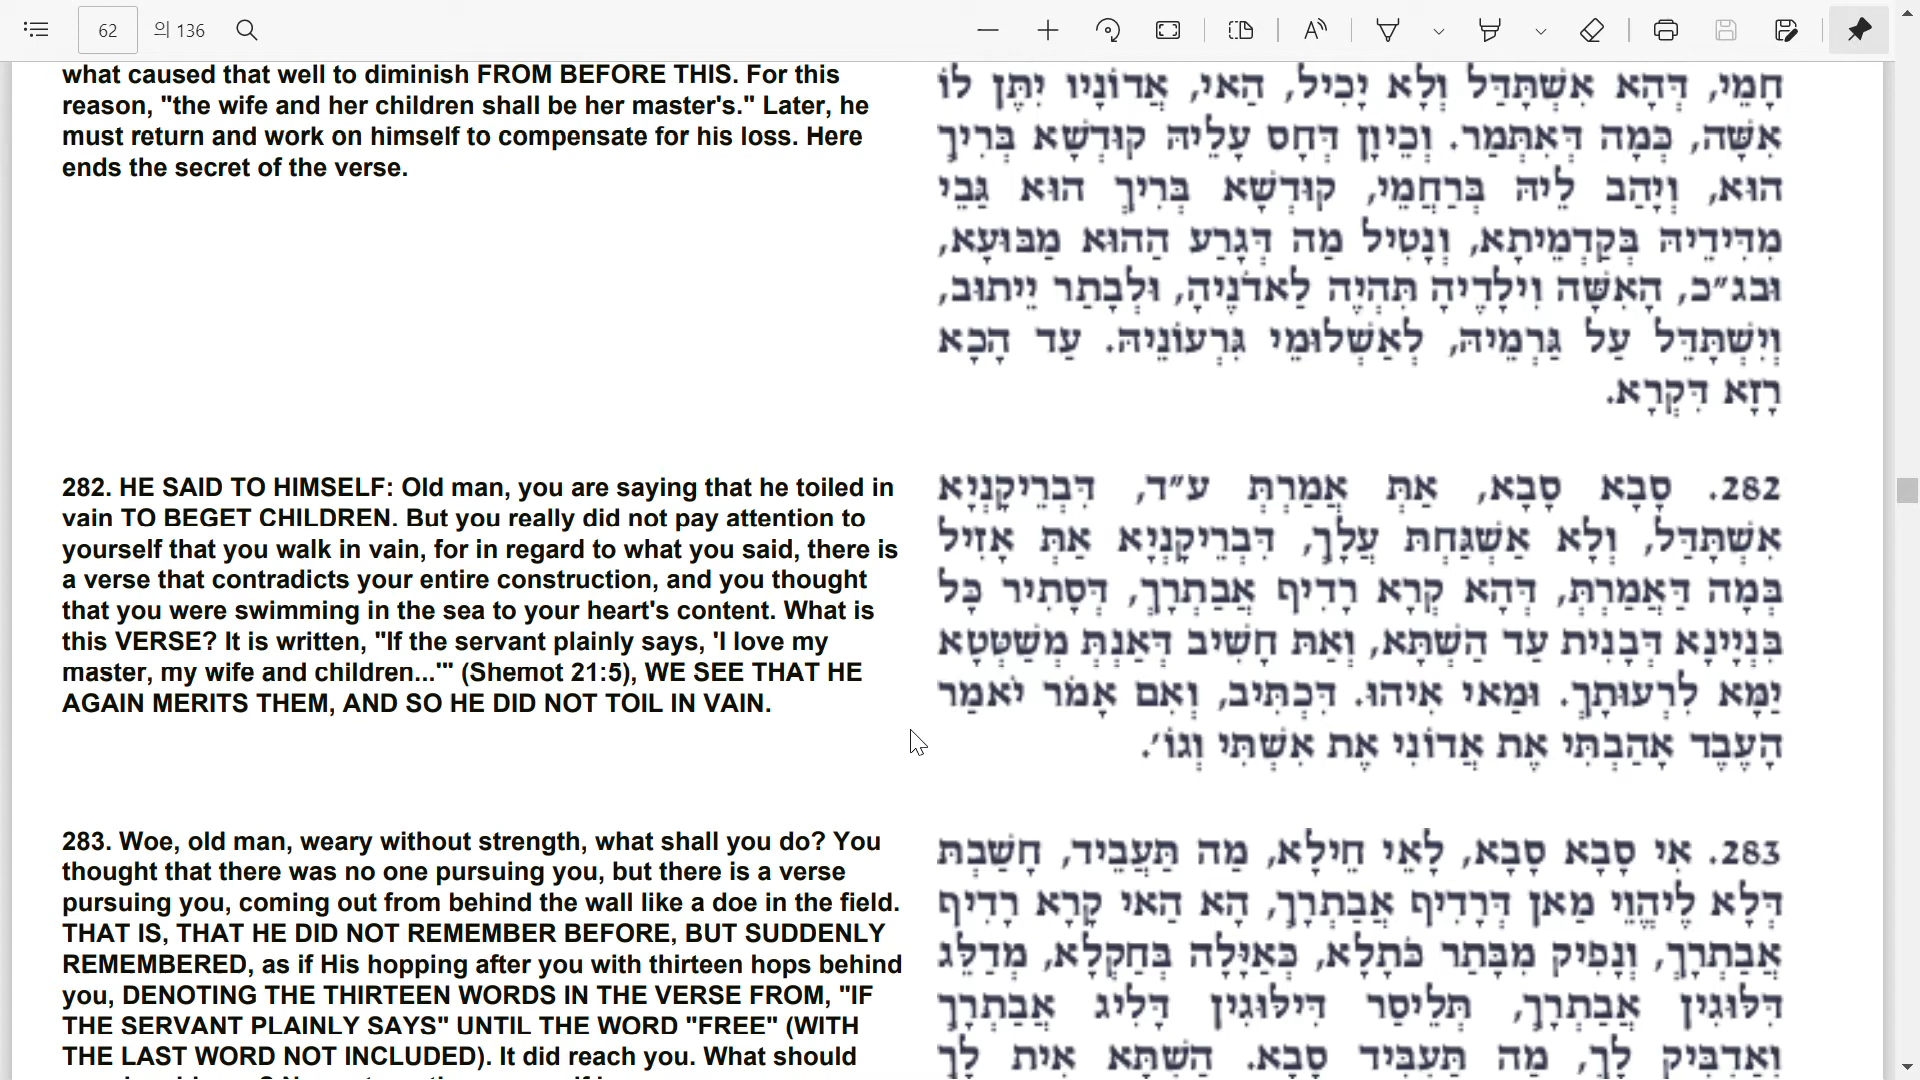 62 의 136
what caused that well to diminish FROM BEFORE THIS. For this
reason, "the wife and her children shall be her master's." Later, he
must return and work on himself to compensate for his loss. Here
ends the secret of the verse.
חָמֵי, דְּהָא אִשְׁתָּדַּל וְלָא יָכִיל, הַאי, אֲדוֹנָיו יִתֶּן לוֹ
אִשָּׁה, כְּמָה דְּאִתְּמַר. וְכֵיוָן דְּחָס עָלֵיהּ קוּדְשָׁא בְּרִיךְ
הוּא, וְיָהַב לֵיהּ בְּרַחֲמֵי, קוּדְשָׁא בְּרִיךְ הוּא גַּבֵּי
מִדִּידֵיהּ בְּקַדְמֵיתָא, וְנָטִיל מַה דְּגָרַע הַהוּא מַבּוּעָא,
וּבג״כ, הָאִשָּׁה וִילָדֶיהָ תִּהְיֶה לַאדֹנֶיהָ, וּלְבָתַר יֵיתוּב,
וְיִשְׁתָּדֵּל עַל גַּרְמֵיהּ, לְאַשְׁלוּמֵי גִּרְעוֹנֵיהּ. עַד הָכָא
רָזָא דִּקְרָא.
282. HE SAID TO HIMSELF: Old man, you are saying that he toiled in
vain TO BEGET CHILDREN. But you really did not pay attention to
yourself that you walk in vain, for in regard to what you said, there is
a verse that contradicts your entire construction, and you thought
that you were swimming in the sea to your heart's content. What is
this VERSE? It is written, "If the servant plainly says, 'I love my
master, my wife and children...'" (Shemot 21:5), WE SEE THAT HE
AGAIN MERITS THEM, AND SO HE DID NOT TOIL IN VAIN.
282. סָבָא סָבָא, אַתְּ אֲמַרְתְּ ע״ד, דִּבְרֵיקָנְיָא
אִשְׁתָּדַּל, וְלָא אַשְׁגַּחַת עֲלָךְ, דִּבְרֵיקָנְיָא אַתְּ אָזִיל
בְּמָה דַּאֲמַרְתְּ, דְּהָא קְרָא רָדִיף אֲבַתְרָךְ, דְּסָתִיר כָּל
בִּנְיָינָא דְּבָנִית עַד הַשְׁתָּא, וְאַתּ חָשִׁיב דְּאַנְתְּ מְשַׁטְּטָא
יַמָּא לִרְעוּתָךְ. וּמַאי אִיהוּ. דִּכְתִּיב, וְאִם אָמֹר יֹאמַר
הָעֶבֶד אָהַבְתִּי אֶת אֲדוֹנִי אֶת אִשְׁתִּי וְגוֹ׳.
283. Woe, old man, weary without strength, what shall you do? You
thought that there was no one pursuing you, but there is a verse
pursuing you, coming out from behind the wall like a doe in the field.
THAT IS, THAT HE DID NOT REMEMBER BEFORE, BUT SUDDENLY
REMEMBERED, as if His hopping after you with thirteen hops behind
you, DENOTING THE THIRTEEN WORDS IN THE VERSE FROM, "IF
THE SERVANT PLAINLY SAYS" UNTIL THE WORD "FREE" (WITH
THE LAST WORD NOT INCLUDED). It did reach you. What should
283. אִי סָבָא סָבָא, לָאֵי חֵילָא, מַה תַּעֲבֵיד, חָשַׁבְתְּ
דְּלָא לֶיהֱוֵי מַאן דְּרָדִיף אֲבַתְרָךְ, הָא הַאי קְרָא רָדִיף
אֲבַתְרָךְ, וְנָפִיק מִבָּתַר כֹּתָלָא, כְּאַיָּלָה בְּחַקְלָא, מְדַלֵּג
דִּלּוּגִין אֲבַתְרָךְ, תְּלֵיסַר דִּילוּגִין דָּלִיג אֲבַתְרָךְ
וְאַדְבִּיק לָךְ, מַה תַּעְבֵּיד סָבָא. הַשְׁתָּא אִית לָךְ